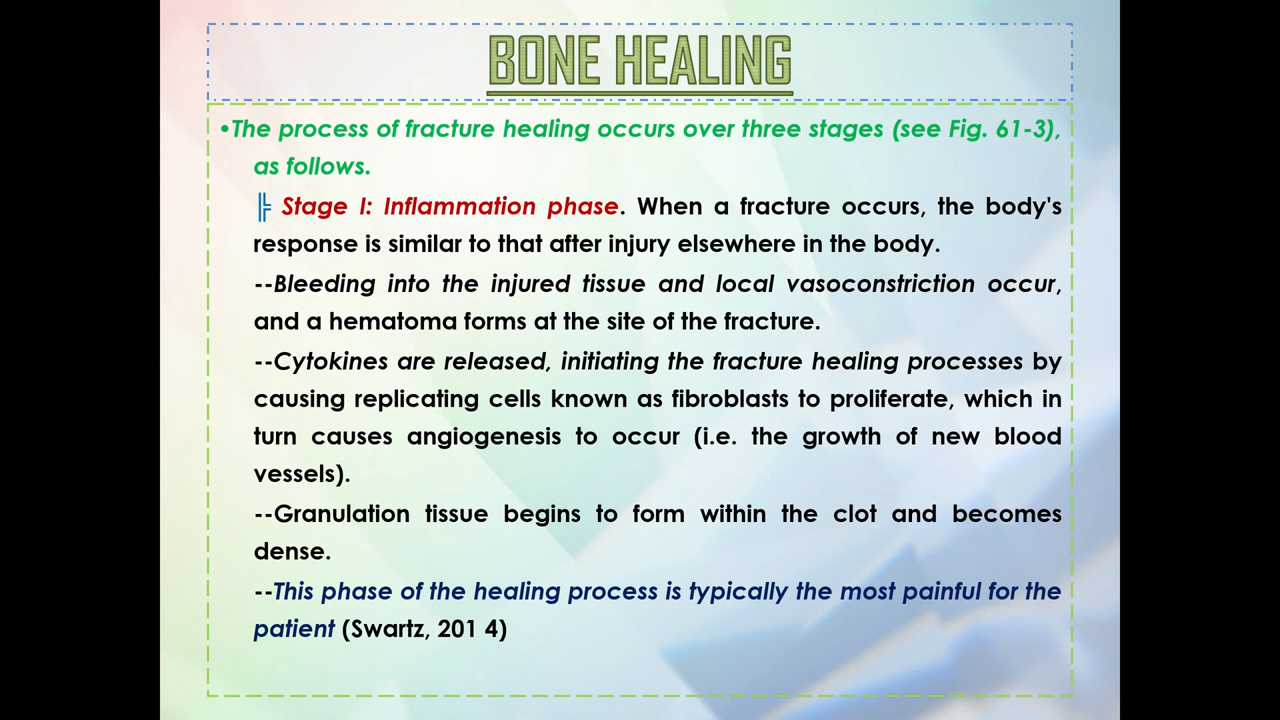 BONE HEALING
•The process of fracture healing occurs over three stages (see Fig. 61-3),
as follows.
╠ Stage I: Inflammation phase. When a fracture occurs, the body's
response is similar to that after injury elsewhere in the body.
--Bleeding into the injured tissue and local vasoconstriction occur,
and a hematoma forms at the site of the fracture.
--Cytokines are released, initiating the fracture healing processes by
causing replicating cells known as fibroblasts to proliferate, which in
turn causes angiogenesis to occur (i.e. the growth of new blood
vessels).
--Granulation tissue begins to form within the clot and becomes
dense.
--This phase of the healing process is typically the most painful for the
patient (Swartz, 201 4)